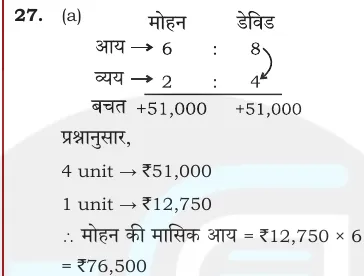 27. (a) मोहन डेविड
आय → 6 : 8
व्यय → 2 : 4
बचत +51,000 +51,000
प्रश्नानुसार,
4 unit → ₹51,000
1 unit → ₹12,750
∴ मोहन की मासिक आय = ₹12,750 × 6
= ₹76,500